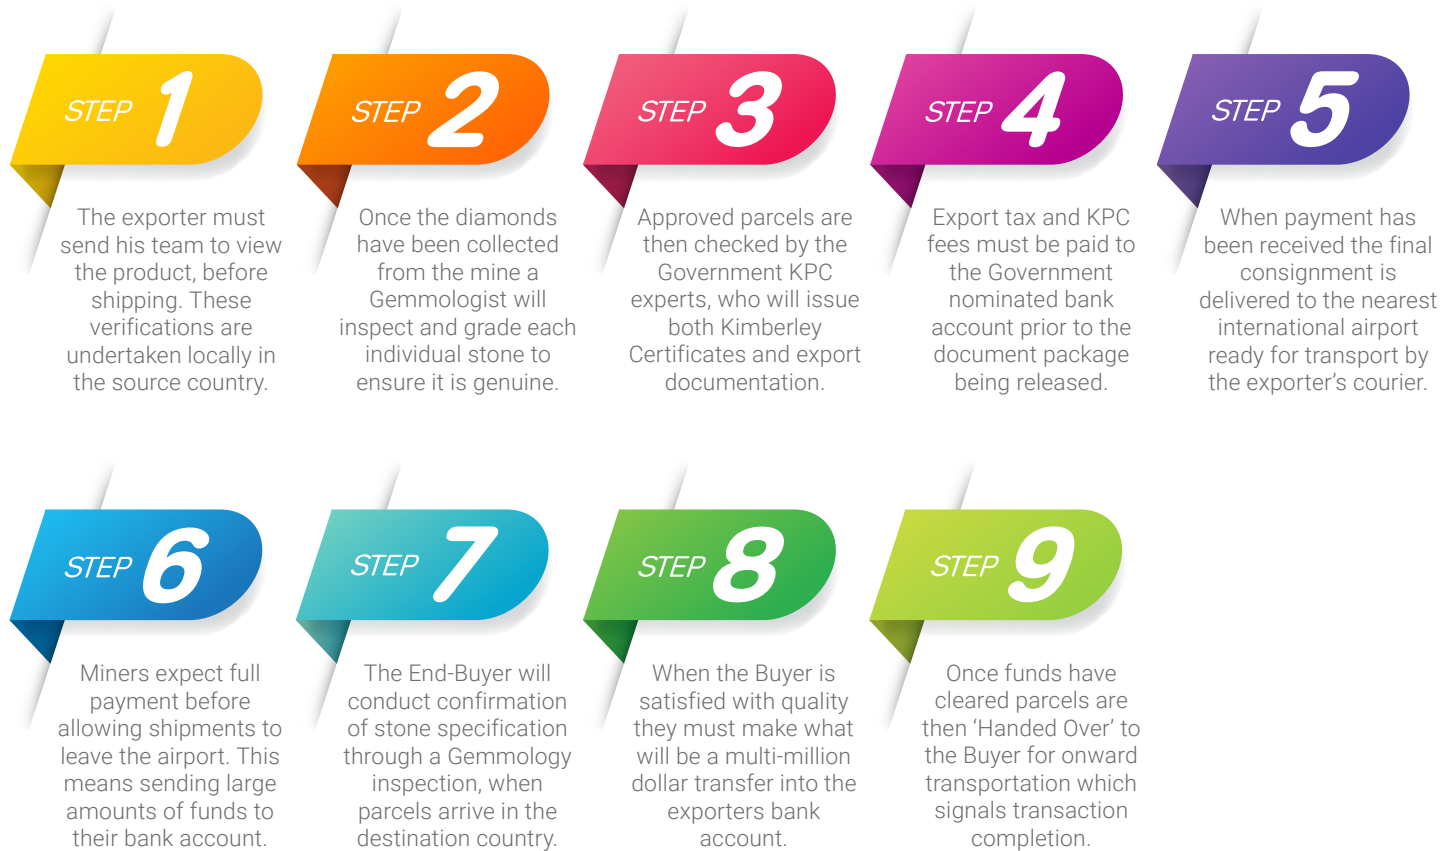 STEP 1
The exporter must
send his team to view
the product, before
shipping. These
verifications are
undertaken locally in
the source country.
STEP 2
Once the diamonds
have been collected
from the mine a
Gemmologist will
inspect and grade each
individual stone to
ensure it is genuine.
STEP 3
Approved parcels are
then checked by the
Government KPC
experts, who will issue
both Kimberley
Certificates and export
documentation.
STEP 4
Export tax and KPC
fees must be paid to
the Government
nominated bank
account prior to the
document package
being released.
STEP 5
When payment has
been received the final
consignment is
delivered to the nearest
international airport
ready for transport by
the exporter’s courier.
STEP 6
Miners expect full
payment before
allowing shipments to
leave the airport. This
means sending large
amounts of funds to
their bank account.
STEP 7
The End-Buyer will
conduct confirmation
of stone specification
through a Gemmology
inspection, when
parcels arrive in the
destination country.
STEP 8
When the Buyer is
satisfied with quality
they must make what
will be a multi-million
dollar transfer into the
exporters bank
account.
STEP 9
Once funds have
cleared parcels are
then ‘Handed Over’ to
the Buyer for onward
transportation which
signals transaction
completion.